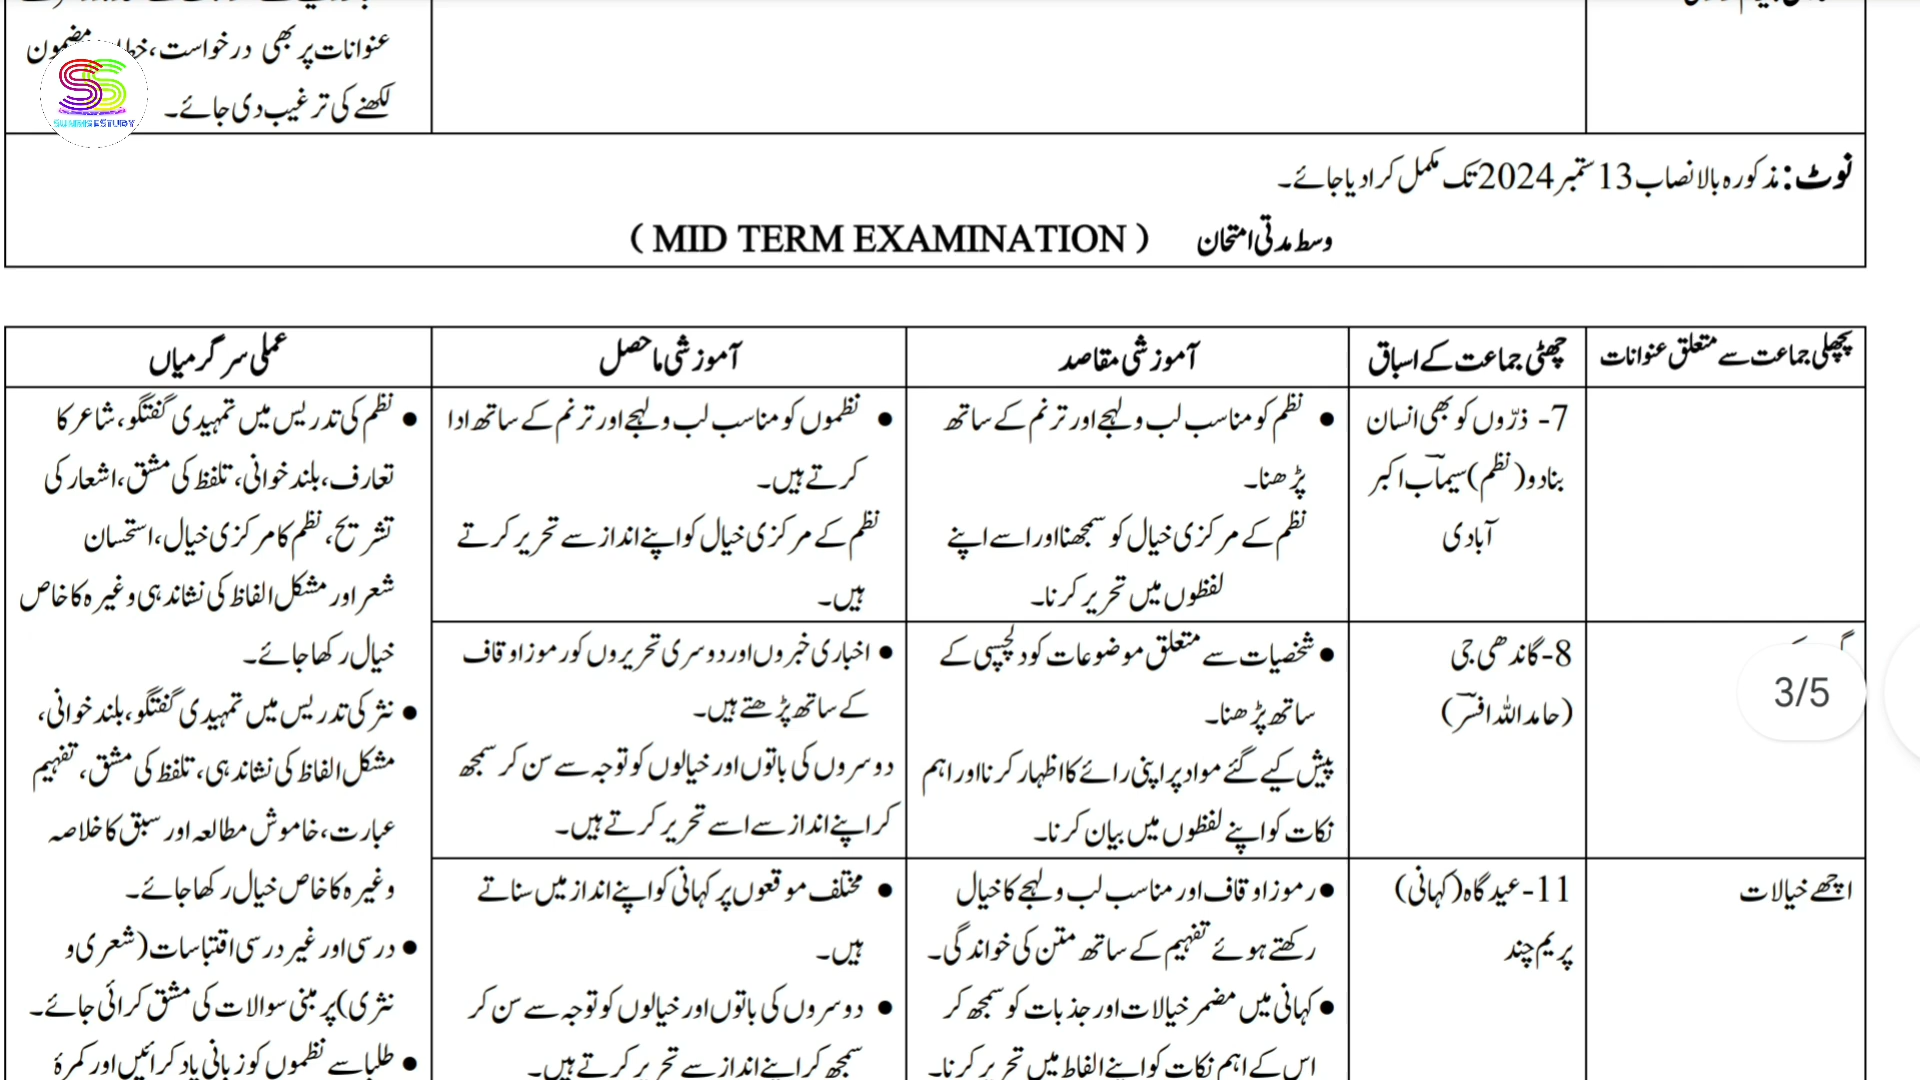 عنوانات پر بھی درخواست، مضمون
لکھنے کی ترغیب دی جائے۔
نوٹ: مذکورہ بالا نصاب 13 ستمبر 2024 تک مکمل کرا دیا جائے۔
وسط مدتی امتحان ( MID TERM EXAMINATION )
پچھلی جماعت سے متعلق عنوانات
چھٹی جماعت کے اسباق
آموزشی مقاصد
آموزشی ماحصل
عملی سرگرمیاں
7- ذرّوں کو بھی انسان
بنا دو (نظم) سیمابؔ اکبر
آبادی
● نظم کو مناسب لب و لہجے اور ترنم کے ساتھ
پڑھنا۔
نظم کے مرکزی خیال کو سمجھنا اور اسے اپنے
لفظوں میں تحریر کرنا۔
● نظموں کو مناسب لب و لہجے اور ترنم کے ساتھ ادا
کرتے ہیں۔
نظم کے مرکزی خیال کو اپنے انداز سے تحریر کرتے
ہیں۔
8- گاندھی جی
(حامد اللہ افسرؔ)
● شخصیات سے متعلق موضوعات کو دلچسپی کے
ساتھ پڑھنا۔
پیش کیے گئے مواد پر اپنی رائے کا اظہار کرنا اور اہم
نکات کو اپنے لفظوں میں بیان کرنا۔
● اخباری خبروں اور دوسری تحریروں کو رموز اوقاف
کے ساتھ پڑھتے ہیں۔
دوسروں کی باتوں اور خیالوں کو توجہ سے سن کر سمجھ
کر اپنے انداز سے اسے تحریر کرتے ہیں۔
اچھے خیالات
11- عید گاہ (کہانی)
پریم چند
● رموز اوقاف اور مناسب لب و لہجے کا خیال
رکھتے ہوئے تفہیم کے ساتھ متن کی خواندگی۔
● کہانی میں مضمر خیالات اور جذبات کو سمجھ کر
اس کے اہم نکات کو اپنے الفاظ میں تحریر کرنا۔
● مختلف موقعوں پر کہانی کو اپنے انداز میں سناتے
ہیں۔
● دوسروں کی باتوں اور خیالوں کو توجہ سے سن کر
سمجھ کر اپنے انداز سے تحریر کرتے ہیں۔
● نظم کی تدریس میں تمہیدی گفتگو، شاعر کا
تعارف، بلند خوانی، تلفظ کی مشق، اشعار کی
تشریح، نظم کا مرکزی خیال، استحسان
شعر اور مشکل الفاظ کی نشاندہی وغیرہ کا خاص
خیال رکھا جائے۔
● نثر کی تدریس میں تمہیدی گفتگو، بلند خوانی،
مشکل الفاظ کی نشاندہی، تلفظ کی مشق، تفہیم
عبارت، خاموش مطالعہ اور سبق کا خلاصہ
وغیرہ کا خاص خیال رکھا جائے۔
● درسی اور غیر درسی اقتباسات (شعری و
نثری) پر مبنی سوالات کی مشق کرائی جائے۔
● طلبا سے نظموں کو زبانی یاد کرائیں اور کمرۂ
3/5